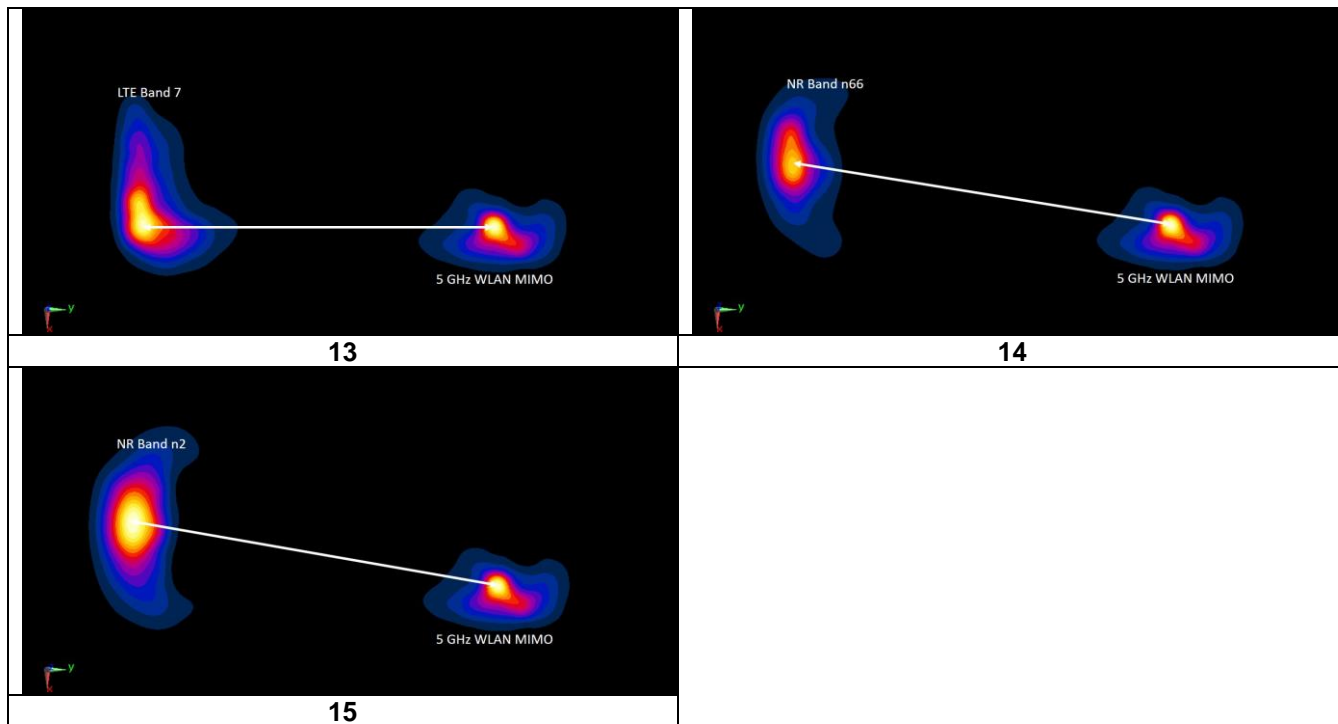 LTE Band 7
5 GHz WLAN MIMO
y
x
13
NR Band n66
5 GHz WLAN MIMO
y
x
14
NR Band n2
5 GHz WLAN MIMO
y
x
15